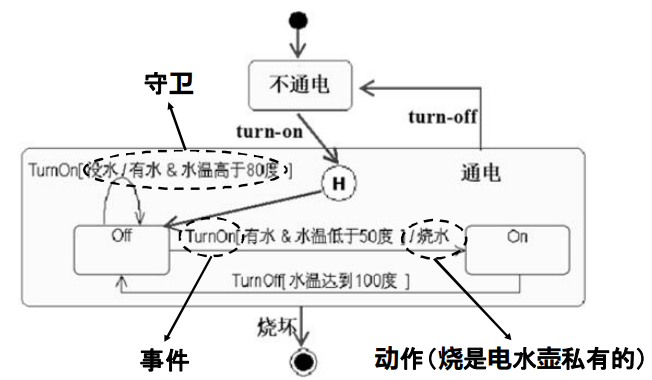 不通电
守卫
turn-on
turn-off
TurnOn[没水/有水 & 水温高于80度 ]
通电
H
Off
TurnOn[有水 & 水温低于50度 ]/烧水
On
TurnOff[水温达到100度 ]
烧坏
事件
动作(烧是电水壶私有的)